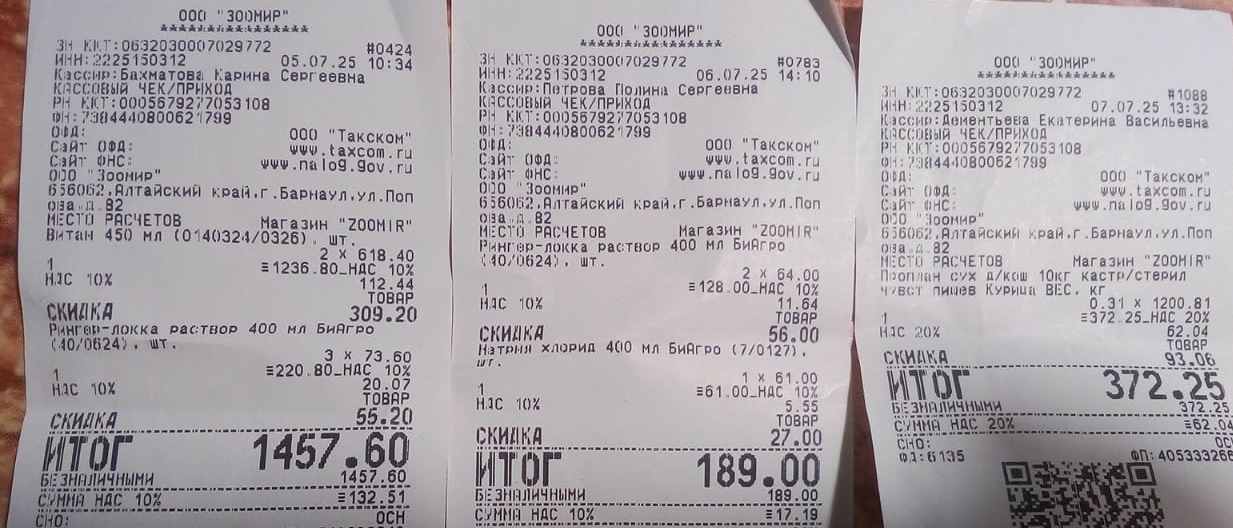 ООО "ЗООМИР"
*******************
ЗН ККТ:0632030007029772 #0424
ИНН:2225150312 05.07.25 10:34
Кассир:Бахматова Карина Сергеевна
КАССОВЫЙ ЧЕК/ПРИХОД
РН ККТ:0005679277053108
ФН:7384440800621799
ОФД: ООО "Такском"
Сайт ОФД: www.taxcom.ru
Сайт ФНС: www.nalog.gov.ru
ООО "Зоомир"
656062,Алтайский край,г.Барнаул,ул.Поп
ова,д.82
МЕСТО РАСЧЕТОВ Магазин "ZOOMIR"
Витан 450 мл (0140324/0326), шт.
2 x 618.40
1 ≡1236.80_НДС 10%
НДС 10% 112.44
ТОВАР
СКИДКА 309.20
Рингер-локка раствор 400 мл БиАгро
(40/0624), шт.
3 x 73.60
1 ≡220.80_НДС 10%
НДС 10% 20.07
ТОВАР
СКИДКА 55.20
ИТОГ 1457.60
БЕЗНАЛИЧНЫМИ 1457.60
СУММА НДС 10% ≡132.51
СНО: ОСН
ООО "ЗООМИР"
*******************
ЗН ККТ:0632030007029772 #0783
ИНН:2225150312 06.07.25 14:10
Кассир:Петрова Полина Сергеевна
КАССОВЫЙ ЧЕК/ПРИХОД
РН ККТ:0005679277053108
ФН:7384440800621799
ОФД: ООО "Такском"
Сайт ОФД: www.taxcom.ru
Сайт ФНС: www.nalog.gov.ru
ООО "Зоомир"
656062,Алтайский край,г.Барнаул,ул.Поп
ова,д.82
МЕСТО РАСЧЕТОВ Магазин "ZOOMIR"
Рингер-локка раствор 400 мл БиАгро
(40/0624), шт.
2 x 64.00
1 ≡128.00_НДС 10%
НДС 10% 11.64
ТОВАР
СКИДКА 56.00
Натрия хлорид 400 мл БиАгро (7/0127),
шт.
1 x 61.00
1 ≡61.00_НДС 10%
НДС 10% 5.55
ТОВАР
СКИДКА 27.00
ИТОГ 189.00
БЕЗНАЛИЧНЫМИ 189.00
СУММА НДС 10% ≡17.19
ООО "ЗООМИР"
*******************
ЗН ККТ:0632030007029772 #1088
ИНН:2225150312 07.07.25 13:32
Кассир:Дементьева Екатерина Васильевна
КАССОВЫЙ ЧЕК/ПРИХОД
РН ККТ:0005679277053108
ФН:7384440800621799
ОФД: ООО "Такском"
Сайт ОФД: www.taxcom.ru
Сайт ФНС: www.nalog.gov.ru
ООО "Зоомир"
656062,Алтайский край,г.Барнаул,ул.Поп
ова,д.82
МЕСТО РАСЧЕТОВ Магазин "ZOOMIR"
Проплан сух д/кош 10кг кастр/стерил
чувст пищев Курица ВЕС, кг
0.31 x 1200.81
1 ≡372.25_НДС 20%
НДС 20% 62.04
ТОВАР
СКИДКА 93.06
ИТОГ 372.25
БЕЗНАЛИЧНЫМИ 372.25
СУММА НДС 20% ≡62.04
СНО: ОСН
ФД:6135 ФП:405333266